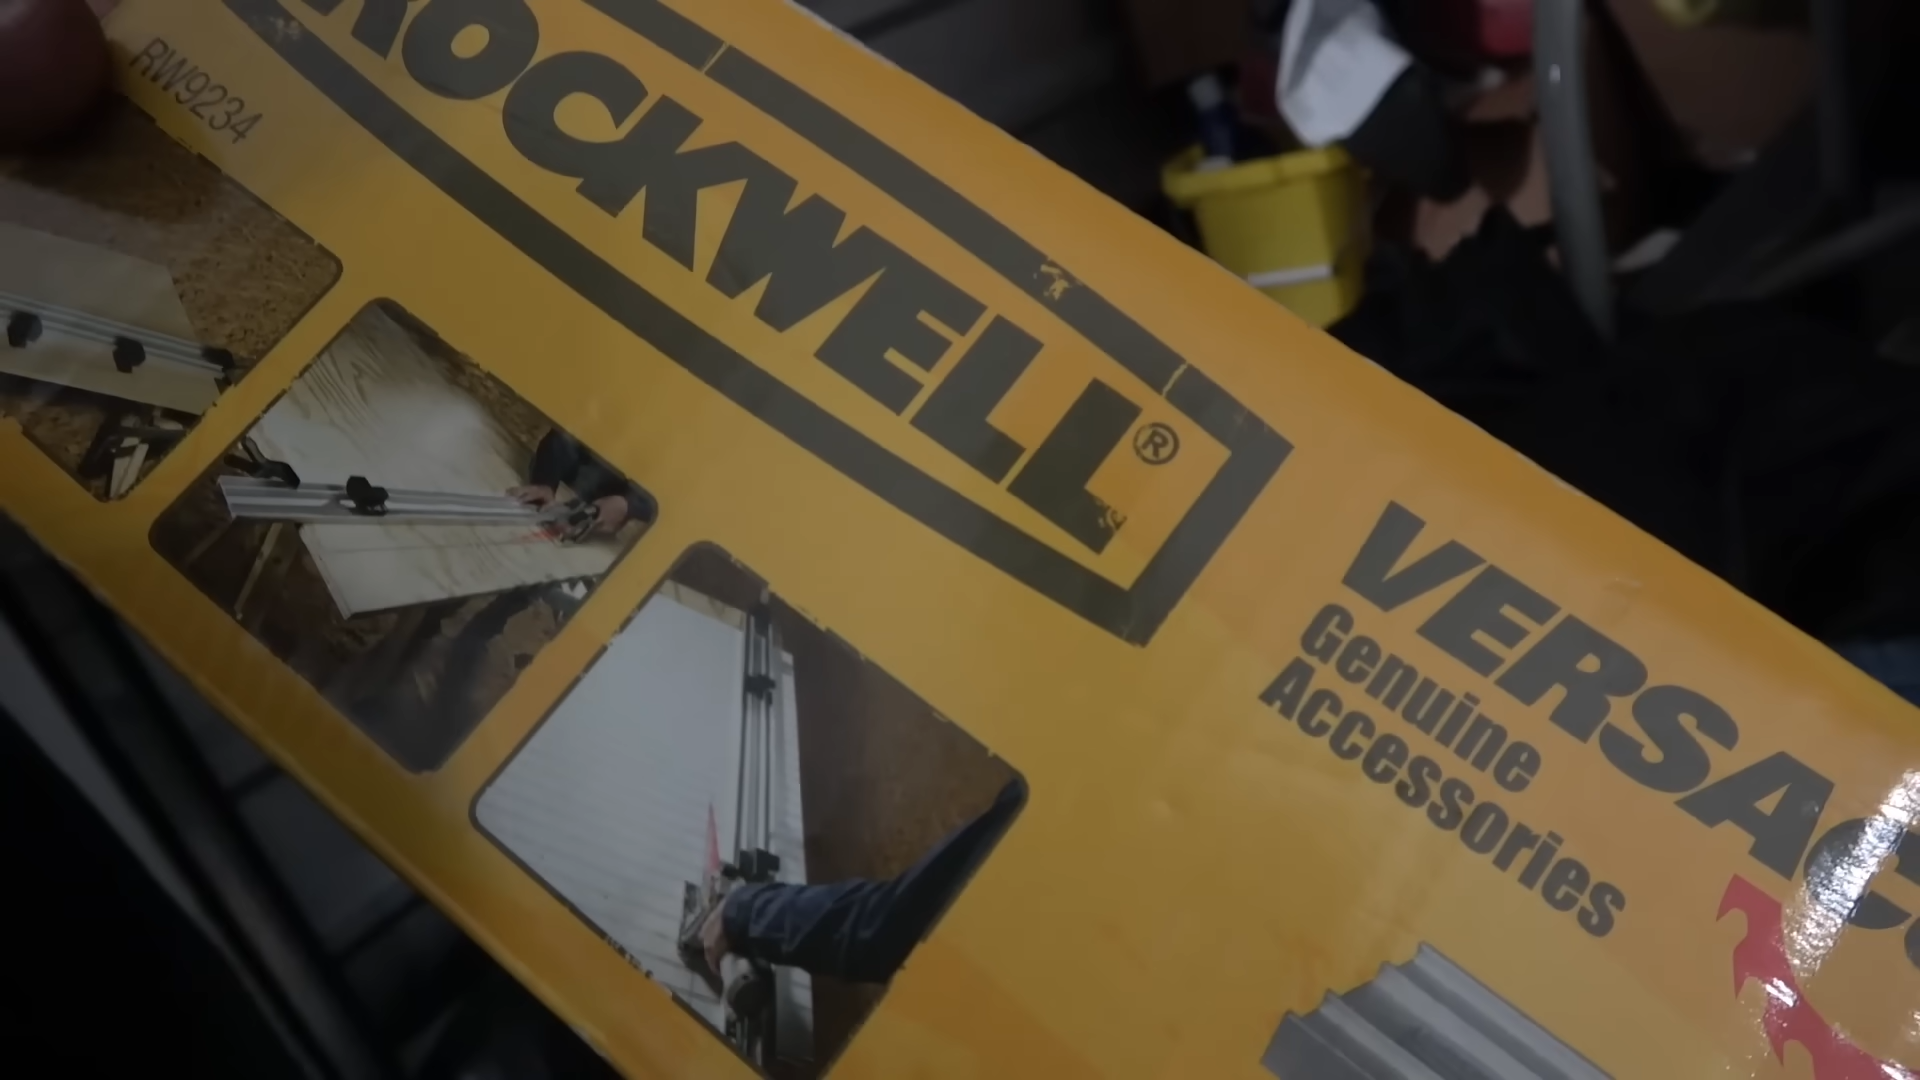 RW9234
ROCKWELL®
VERSAC
Genuine
Accessories